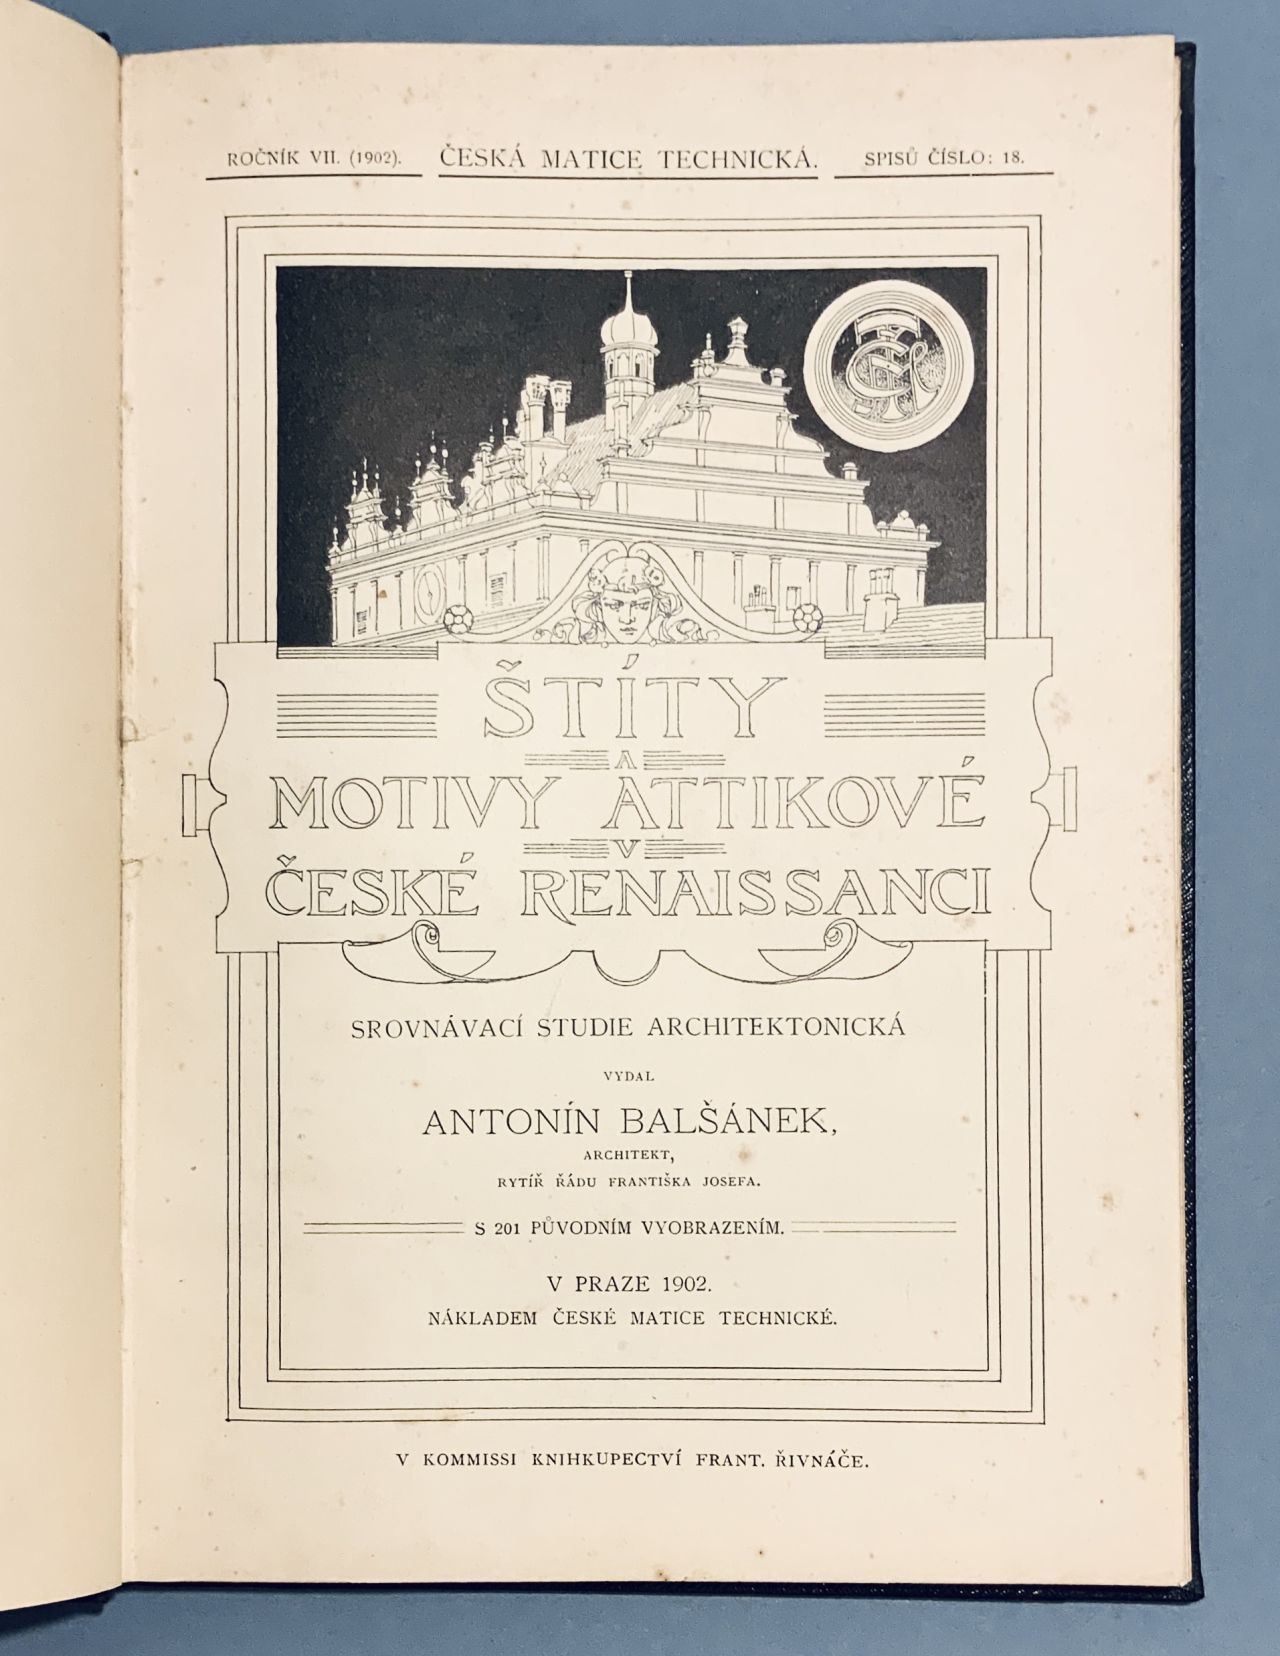 ROČNÍK VII. (1902). ČESKÁ MATICE TECHNICKÁ. SPISŮ ČÍSLO: 18.
ŠTÍTY
A
MOTIVY ATTIKOVÉ
V
ČESKÉ RENAISSANCI
SROVNÁVACÍ STUDIE ARCHITEKTONICKÁ
VYDAL
ANTONÍN BALŠÁNEK,
ARCHITEKT,
RYTÍŘ ŘÁDU FRANTIŠKA JOSEFA.
S 201 PŮVODNÍM VYOBRAZENÍM.
V PRAZE 1902.
NÁKLADEM ČESKÉ MATICE TECHNICKÉ.
V KOMMISSI KNIHKUPECTVÍ FRANT. ŘIVNÁČE.